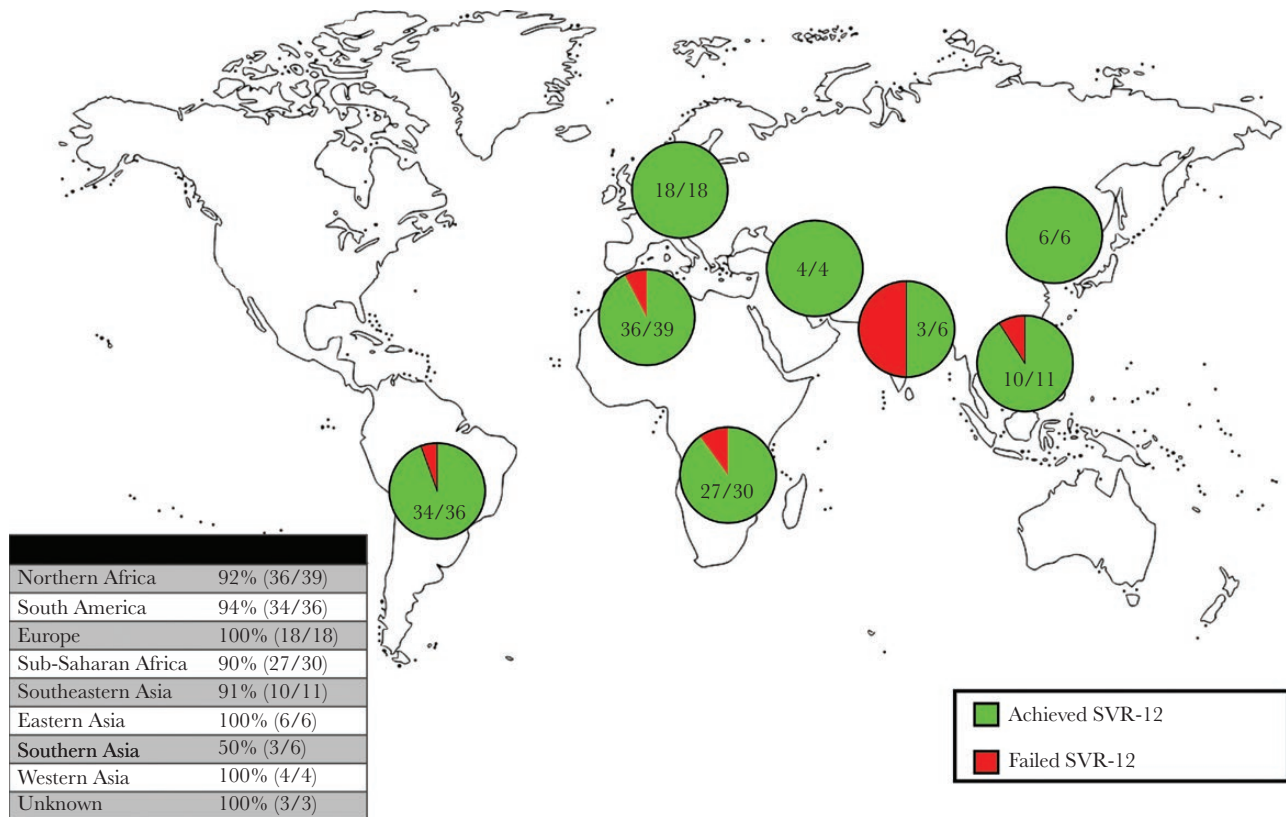 18/18
6/6
4/4
36/39
3/6
10/11
27/30
34/36
Northern Africa 92% (36/39)
South America 94% (34/36)
Europe 100% (18/18)
Sub-Saharan Africa 90% (27/30)
Southeastern Asia 91% (10/11)
Eastern Asia 100% (6/6)
Southern Asia 50% (3/6)
Western Asia 100% (4/4)
Unknown 100% (3/3)
Achieved SVR-12
Failed SVR-12